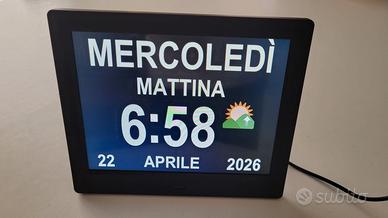 MERCOLEDÌ
MATTINA
6:58
22 APRILE 2026
subito